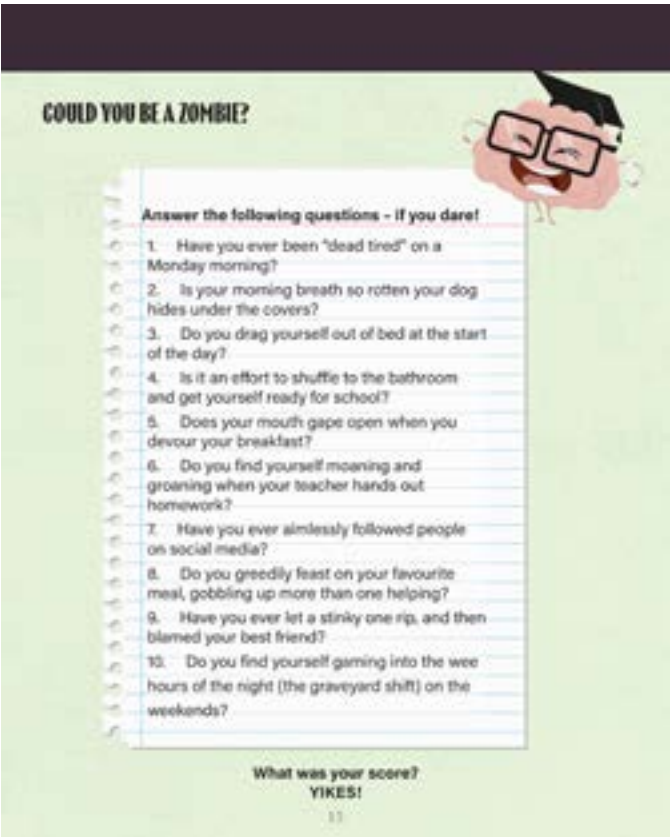 COULD YOU BE A ZOMBIE?
Answer the following questions – if you dare!
1. Have you ever been "dead tired" on a
Monday morning?
2. Is your morning breath so rotten your dog
hides under the covers?
3. Do you drag yourself out of bed at the start
of the day?
4. Is it an effort to shuffle to the bathroom
and get yourself ready for school?
5. Does your mouth gape open when you
devour your breakfast?
6. Do you find yourself moaning and
groaning when your teacher hands out
homework?
7. Have you ever aimlessly followed people
on social media?
8. Do you greedily feast on your favourite
meal, gobbling up more than one helping?
9. Have you ever let a stinky one rip, and then
blamed your best friend?
10. Do you find yourself gaming into the wee
hours of the night (the graveyard shift) on the
weekends?
What was your score?
YIKES!